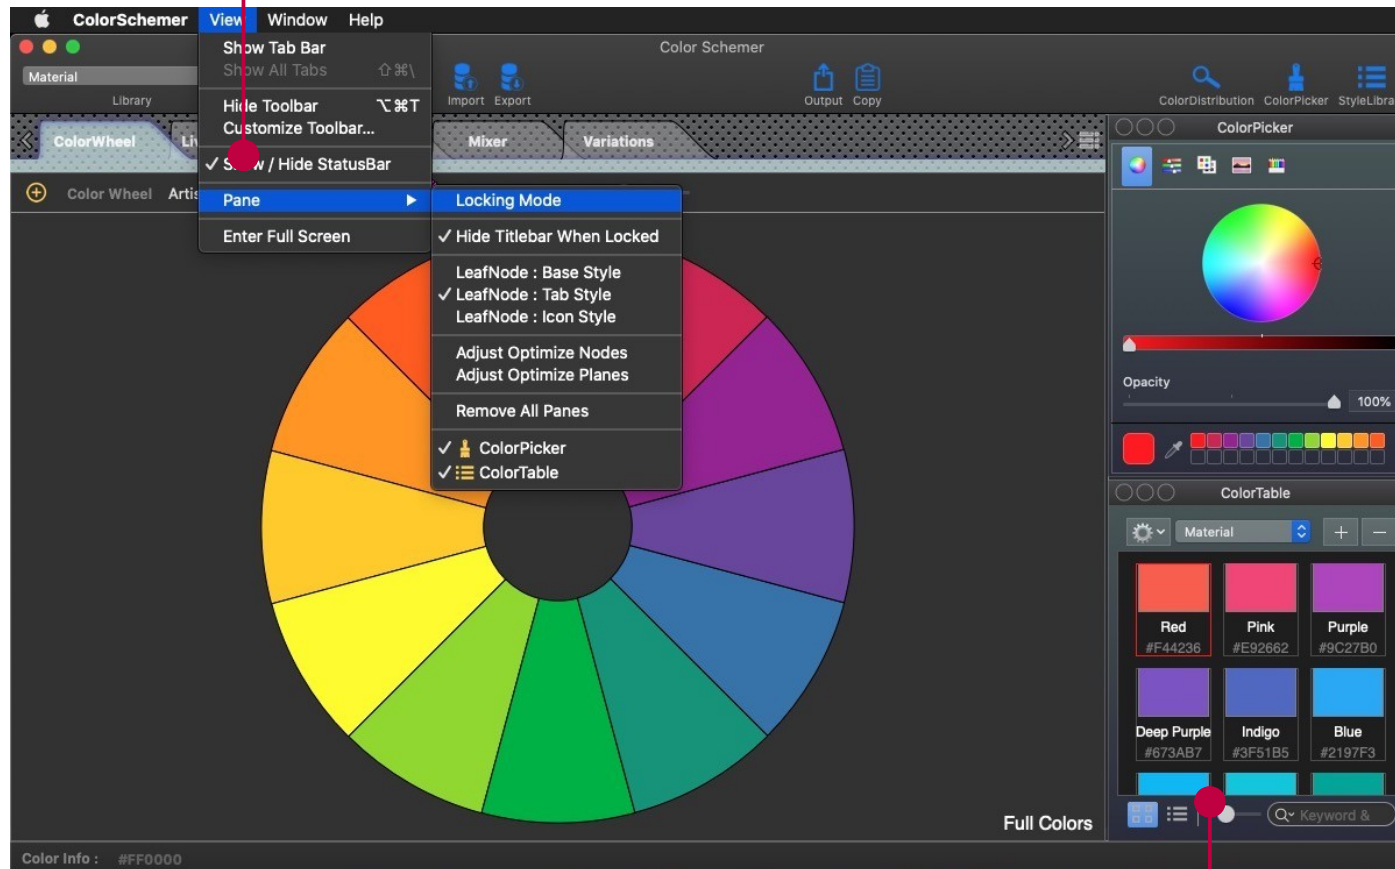 ColorSchemer View Window Help
Color Schemer
Material
Library
Import Export
Output Copy
ColorDistribution ColorPicker StyleLibra
Show Tab Bar
Show All Tabs ⇧⌘\
Hide Toolbar ⌥⌘T
Customize Toolbar...
✓ Show / Hide StatusBar
Pane ▶
Enter Full Screen
ColorWheel
Mixer
Variations
Color Wheel Artis
Locking Mode
✓ Hide Titlebar When Locked
LeafNode : Base Style
✓ LeafNode : Tab Style
LeafNode : Icon Style
Adjust Optimize Nodes
Adjust Optimize Planes
Remove All Panes
✓ ColorPicker
✓ ColorTable
ColorPicker
Opacity
100%
ColorTable
Material
Red Pink Purple
#F44236 #E92662 #9C27B0
Deep Purple Indigo Blue
#673AB7 #3F51B5 #2197F3
Keyword &
Full Colors
Color Info : #FF0000